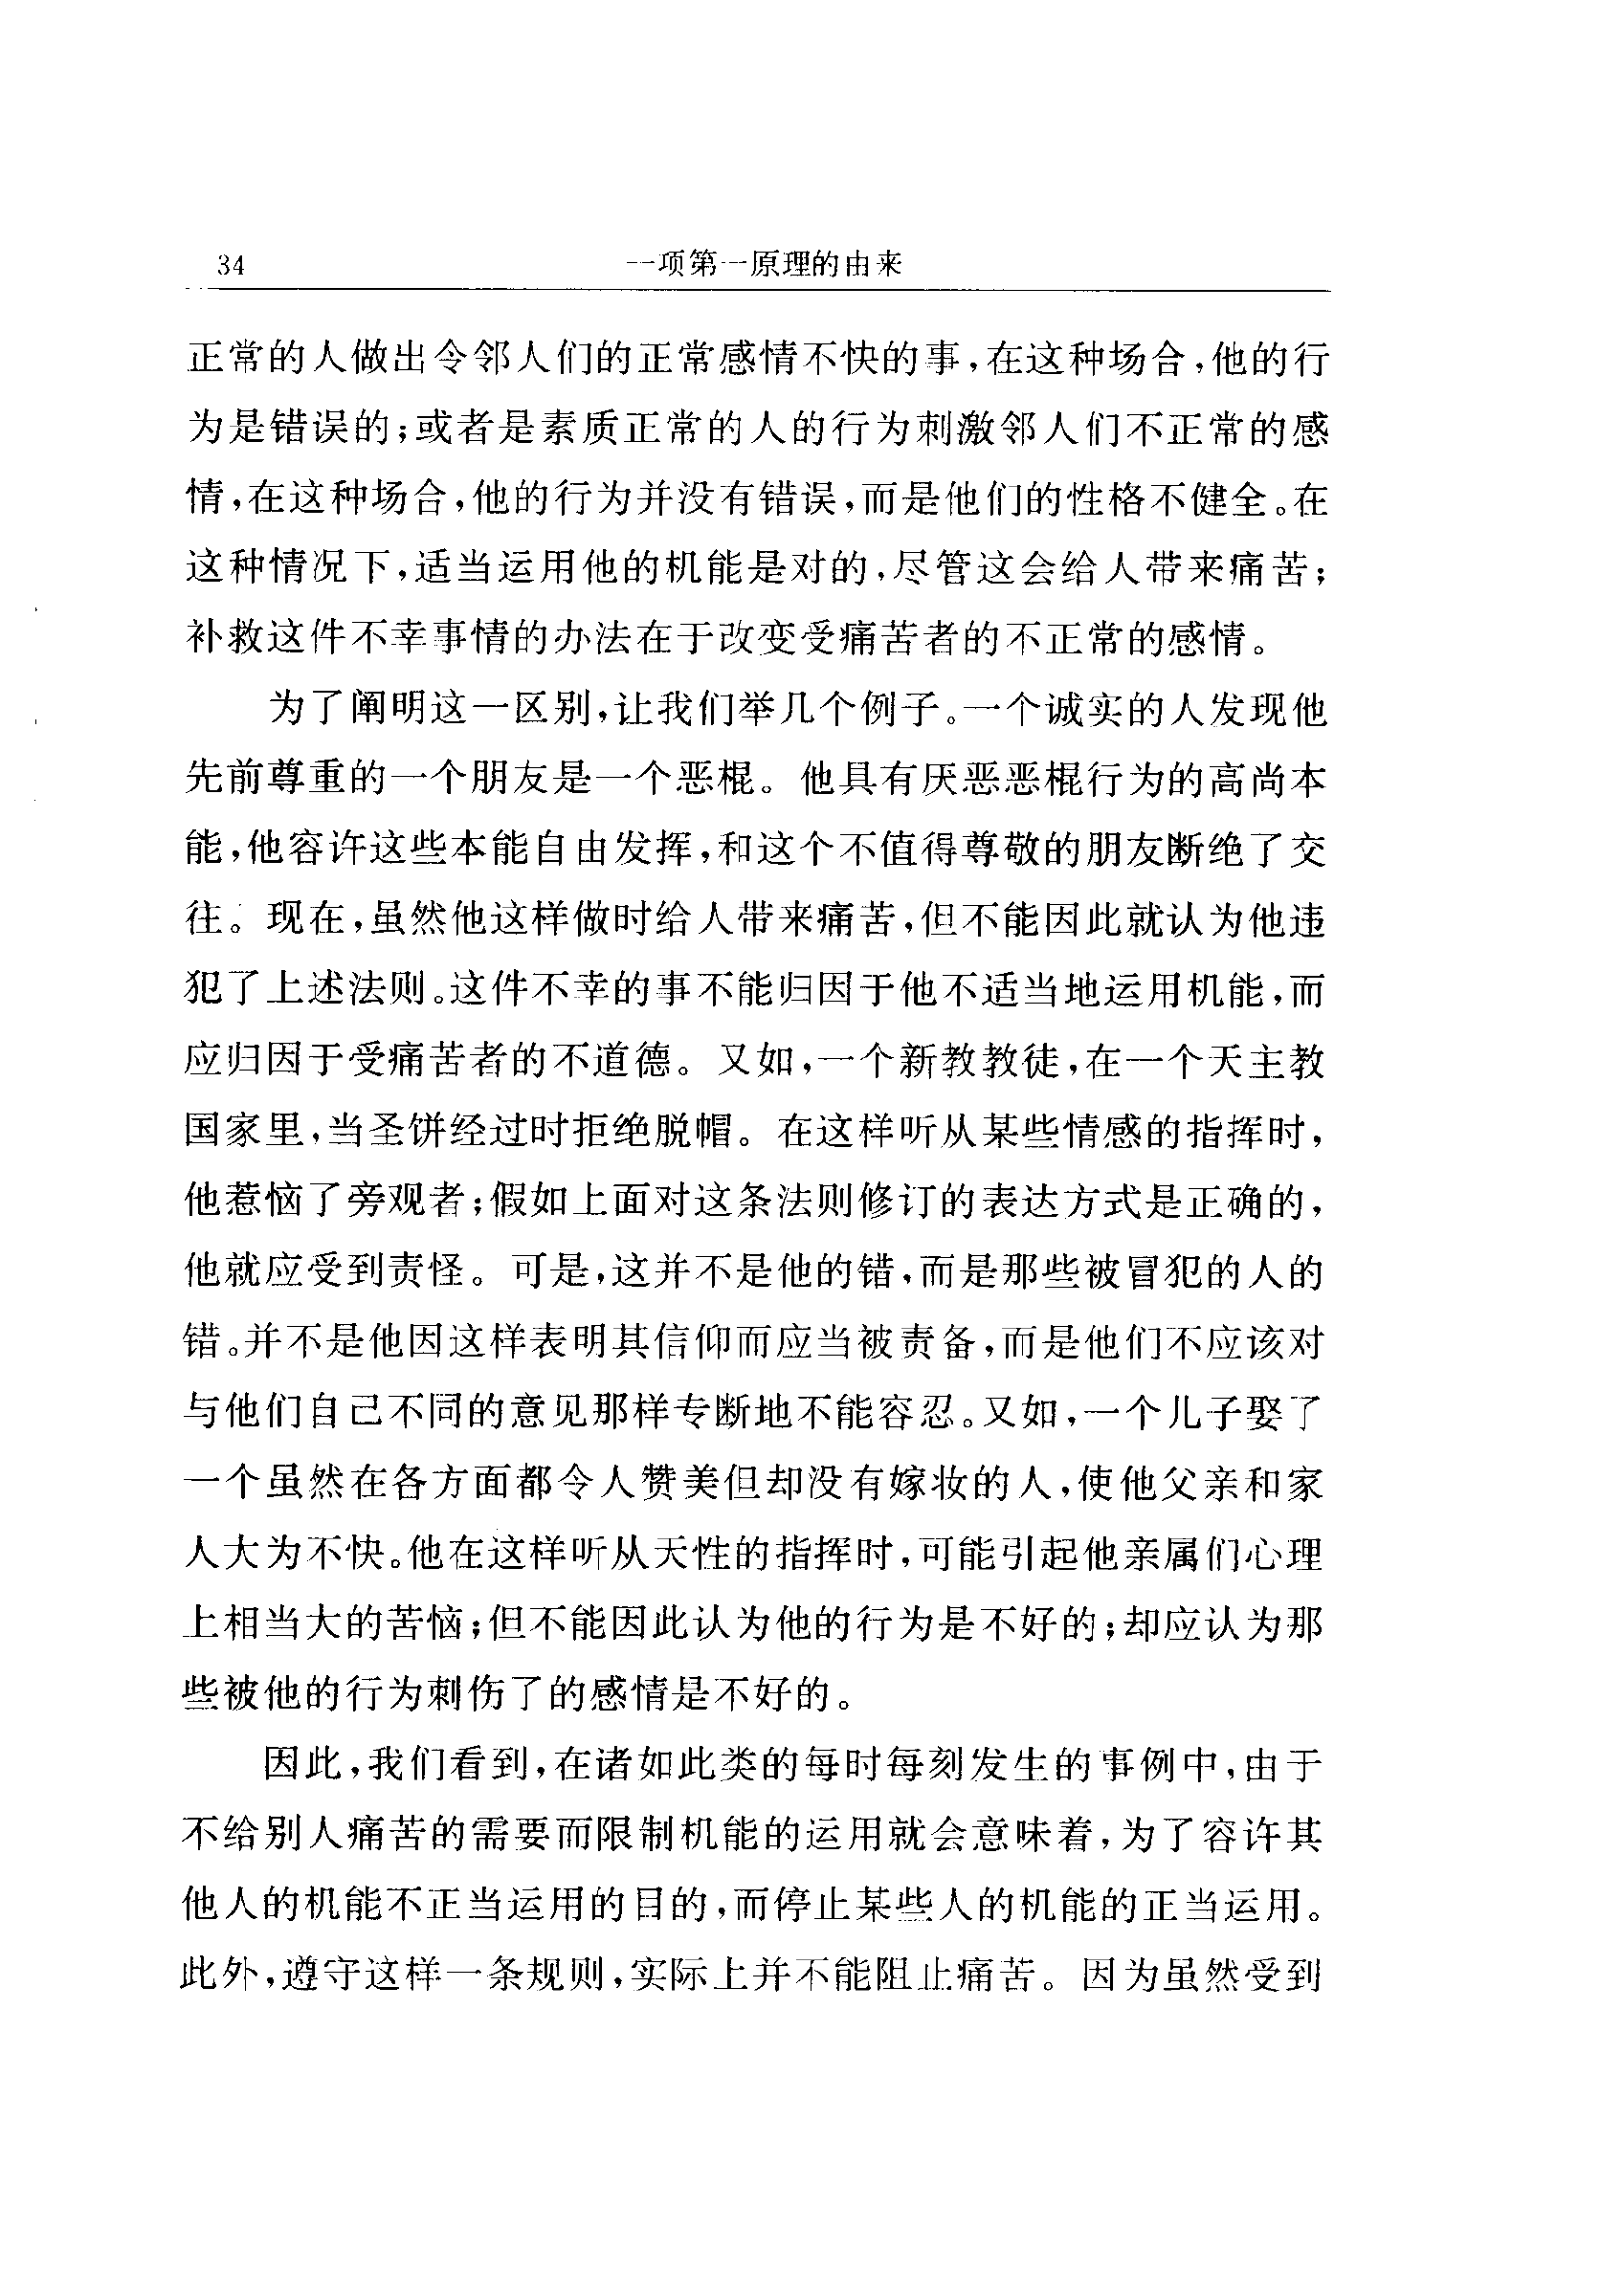 34
一项第一原理的由来
正常的人做出令邻人们的正常感情不快的事,在这种场合,他的行
为是错误的;或者是素质正常的人的行为刺激邻人们不正常的感
情,在这种场合,他的行为并没有错误,而是他们的性格不健全。在
这种情况下,适当运用他的机能是对的,尽管这会给人带来痛苦;
补救这件不幸事情的办法在于改变受痛苦者的不正常的感情。
为了阐明这一区别,让我们举几个例子。一个诚实的人发现他
先前尊重的一个朋友是一个恶棍。他具有厌恶恶棍行为的高尚本
能,他容许这些本能自由发挥,和这个不值得尊敬的朋友断绝了交
往。现在,虽然他这样做时给人带来痛苦,但不能因此就认为他违
犯了上述法则。这件不幸的事不能归因于他不适当地运用机能,而
应归因于受痛苦者的不道德。又如,一个新教教徒,在一个天主教
国家里,当圣饼经过时拒绝脱帽。在这样听从某些情感的指挥时,
他惹恼了旁观者;假如上面对这条法则修订的表达方式是正确的,
他就应受到责怪。可是,这并不是他的错,而是那些被冒犯的人的
错。并不是他因这样表明其信仰而应当被责备,而是他们不应该对
与他们自己不同的意见那样专断地不能容忍。又如,一个儿子娶了
一个虽然在各方面都令人赞美但却没有嫁妆的人,使他父亲和家
人大为不快。他在这样听从天性的指挥时,可能引起他亲属们心理
上相当大的苦恼;但不能因此认为他的行为是不好的;却应认为那
些被他的行为刺伤了的感情是不好的。
因此,我们看到,在诸如此类的每时每刻发生的事例中,由于
不给别人痛苦的需要而限制机能的运用就会意味着,为了容许其
他人的机能不正当运用的目的,而停止某些人的机能的正当运用。
此外,遵守这样一条规则,实际上并不能阻止痛苦。因为虽然受到